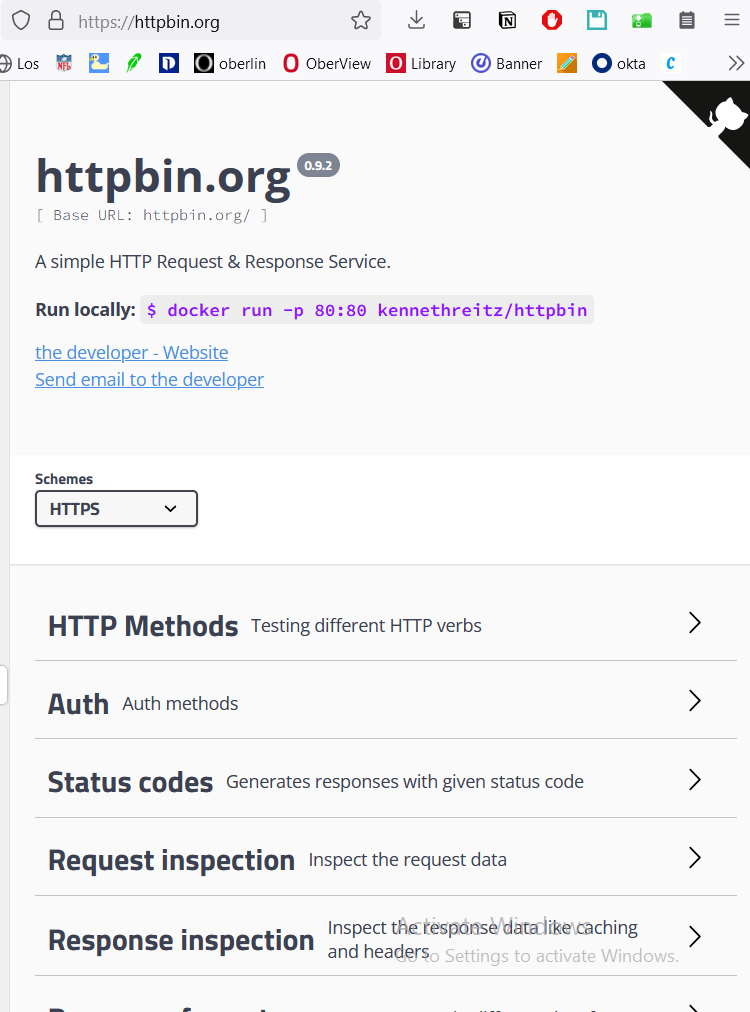 https://httpbin.org
Los NFL oberlin OberView Library Banner okta
httpbin.org 0.9.2
[ Base URL: httpbin.org/ ]
A simple HTTP Request & Response Service.
Run locally: $ docker run -p 80:80 kennethreitz/httpbin
the developer - Website
Send email to the developer
Schemes
HTTPS
HTTP Methods Testing different HTTP verbs
Auth Auth methods
Status codes Generates responses with given status code
Request inspection Inspect the request data
Response inspection Inspect the response data like caching
and headers
Activate Windows
Go to Settings to activate Windows.